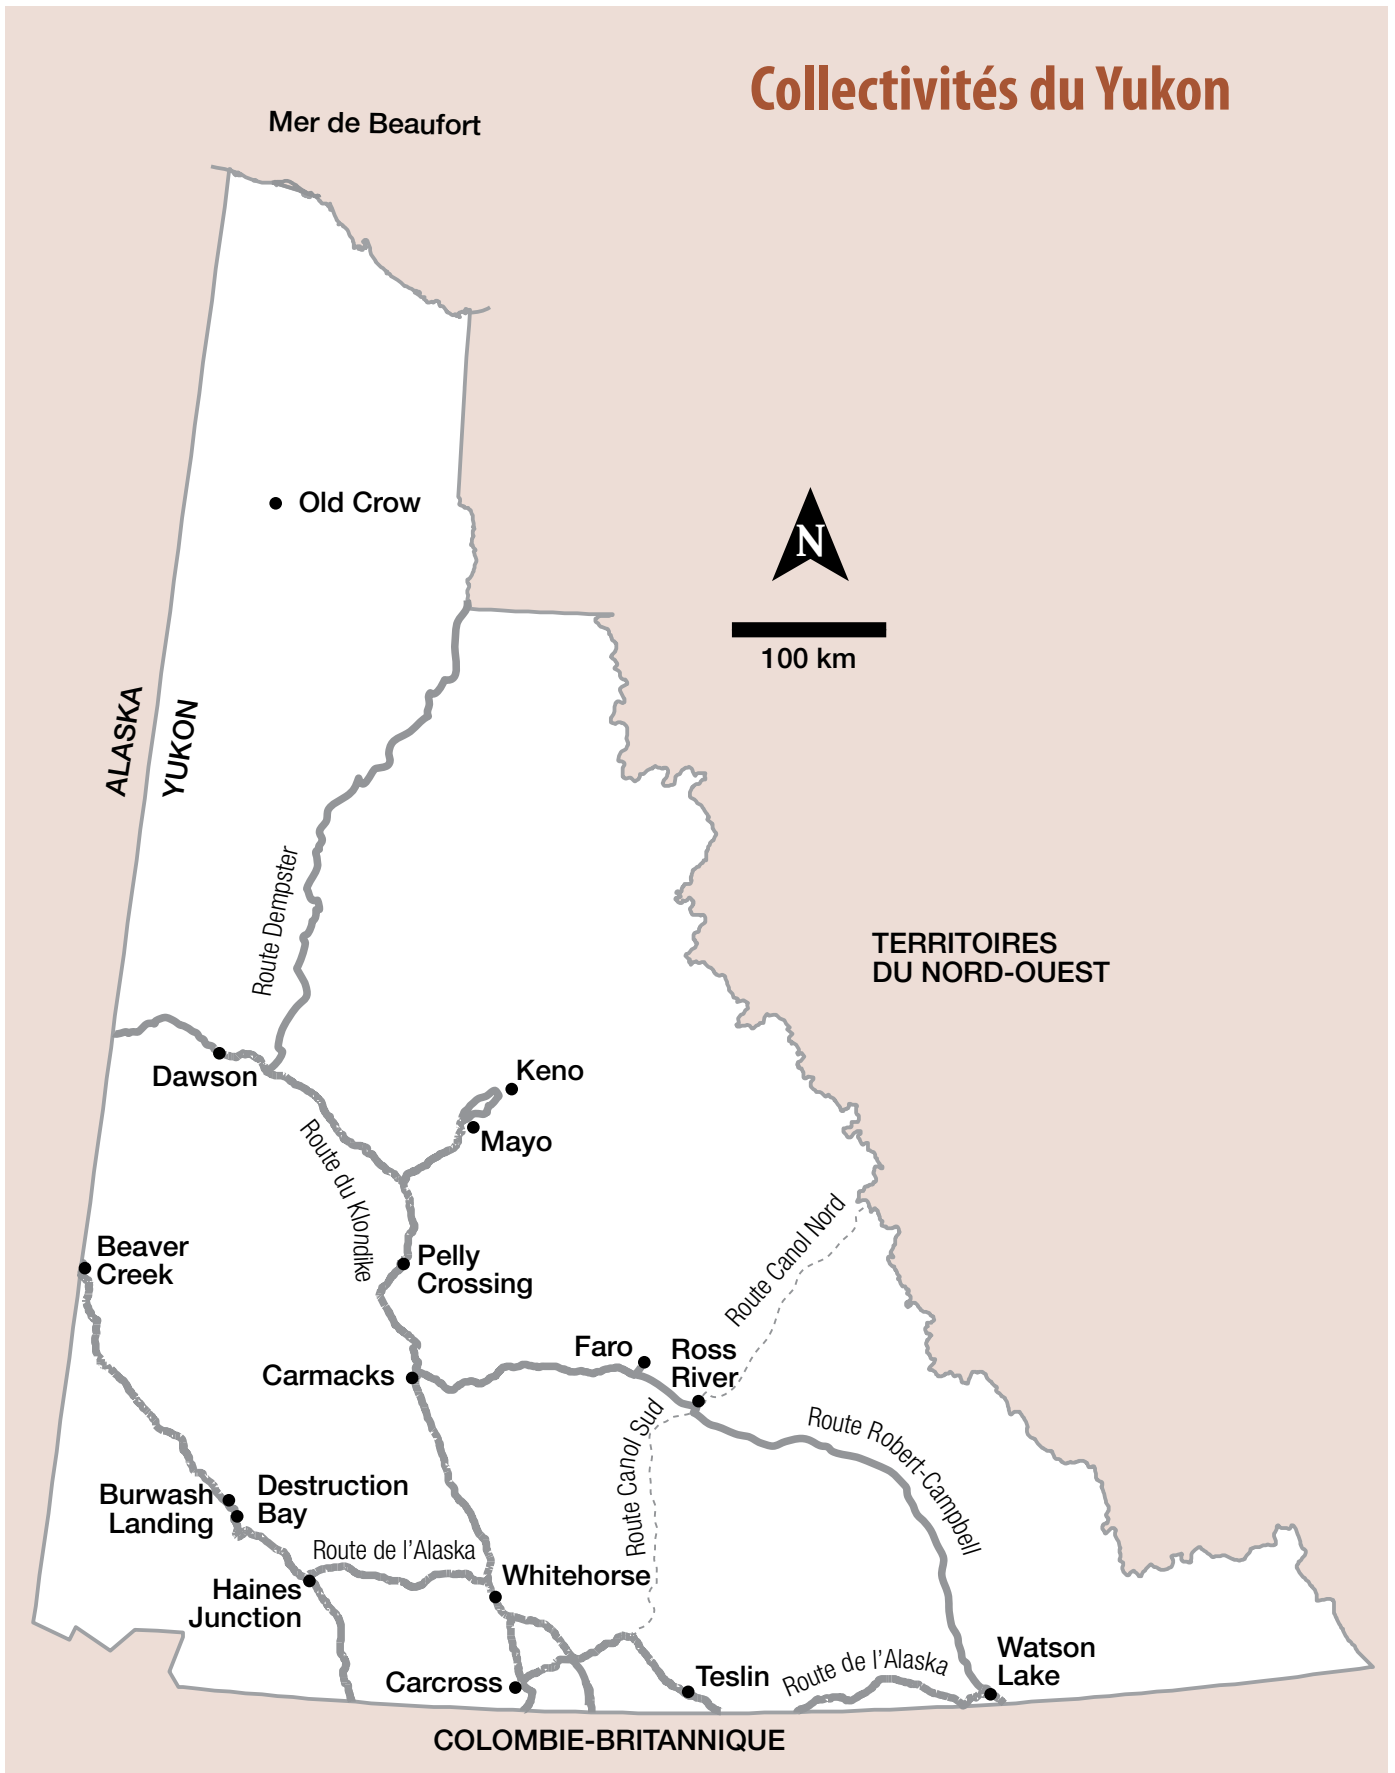 Collectivités du Yukon
Mer de Beaufort
Old Crow
N
100 km
ALASKA
YUKON
Route Dempster
TERRITOIRES
DU NORD-OUEST
Dawson
Keno
Mayo
Route du Klondike
Route Canol Nord
Beaver
Creek
Pelly
Crossing
Faro
Ross
River
Carmacks
Route Canol Sud
Route Robert-Campbell
Burwash
Landing
Destruction
Bay
Route de l'Alaska
Haines
Junction
Whitehorse
Carcross
Teslin
Route de l'Alaska
Watson
Lake
COLOMBIE-BRITANNIQUE